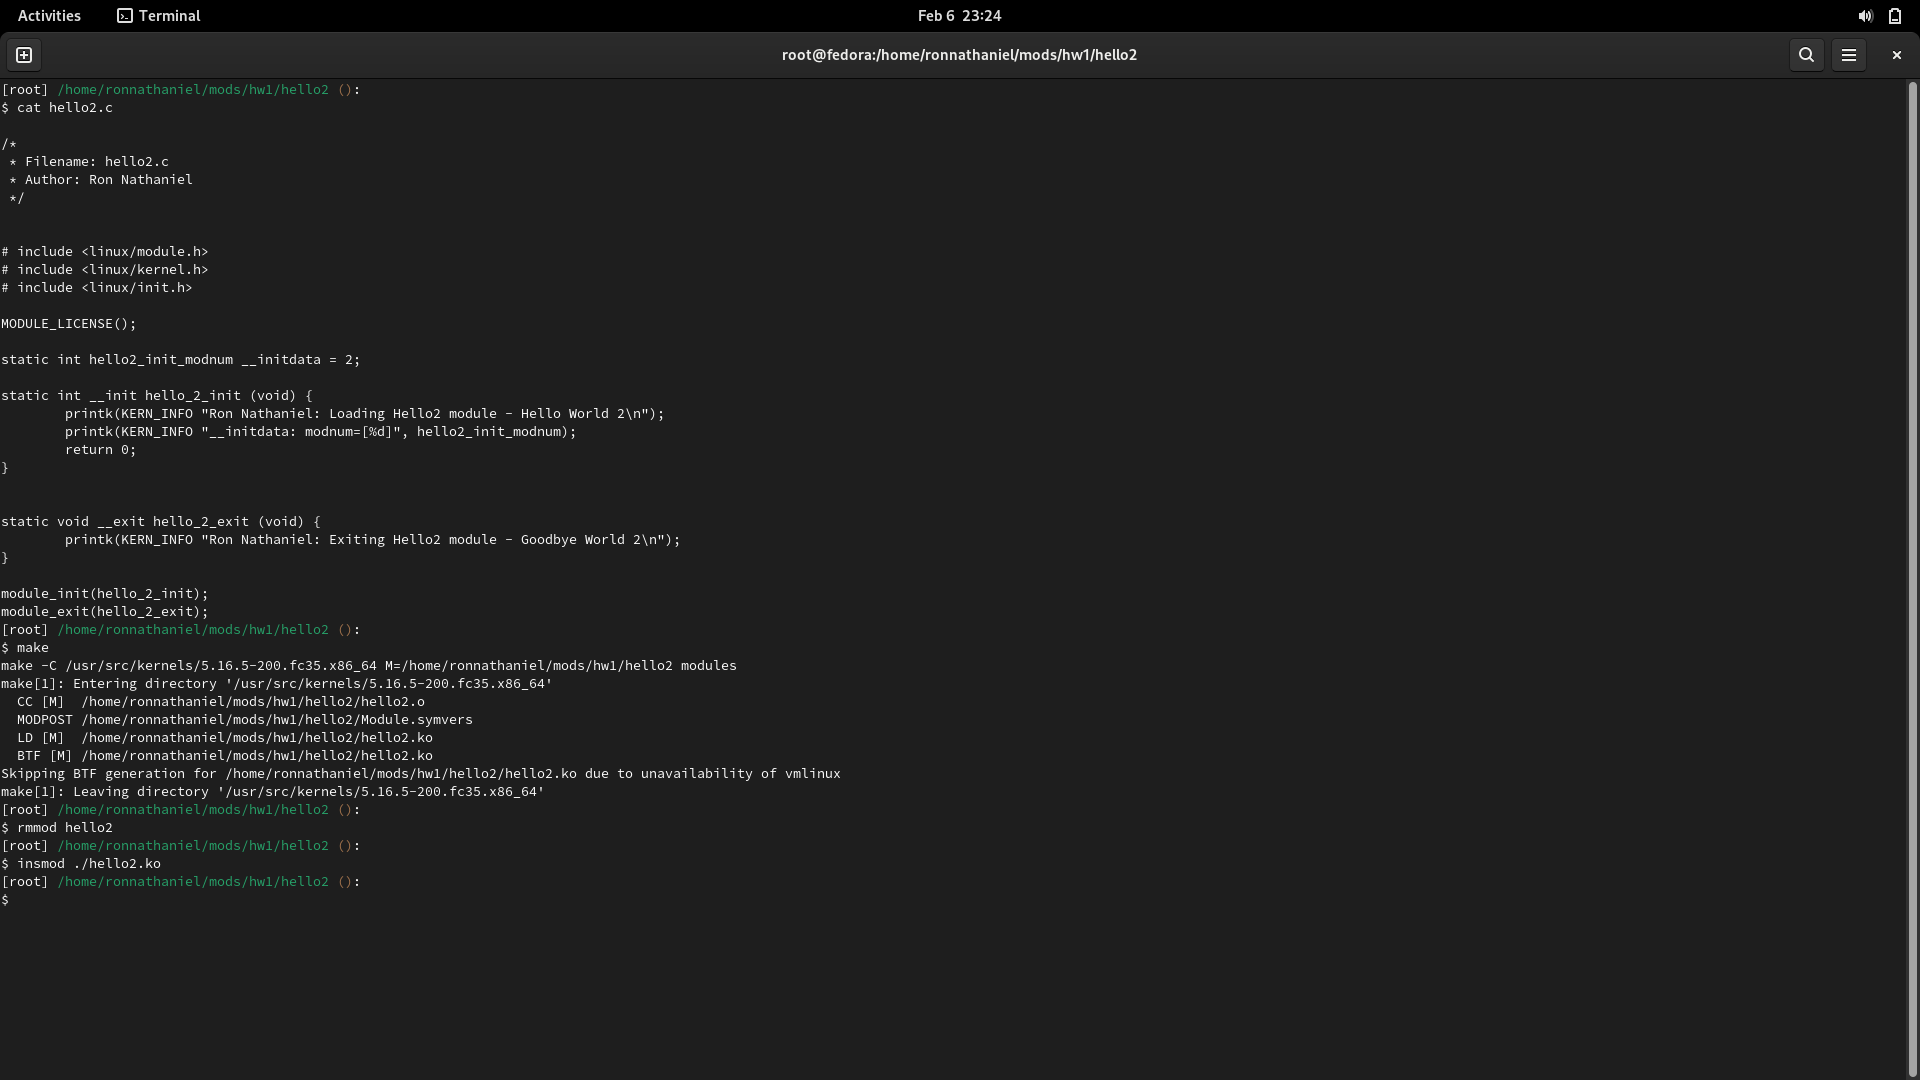 Activities
Terminal
Feb 6 23:24
root@fedora:/home/ronnathaniel/mods/hw1/hello2
[root] /home/ronnathaniel/mods/hw1/hello2 ():
$ cat hello2.c
/*
 * Filename: hello2.c
 * Author: Ron Nathaniel
 */
# include <linux/module.h>
# include <linux/kernel.h>
# include <linux/init.h>
MODULE_LICENSE();
static int hello2_init_modnum __initdata = 2;
static int __init hello_2_init (void) {
        printk(KERN_INFO "Ron Nathaniel: Loading Hello2 module - Hello World 2\n");
        printk(KERN_INFO "__initdata: modnum=[%d]", hello2_init_modnum);
        return 0;
}
static void __exit hello_2_exit (void) {
        printk(KERN_INFO "Ron Nathaniel: Exiting Hello2 module - Goodbye World 2\n");
}
module_init(hello_2_init);
module_exit(hello_2_exit);
[root] /home/ronnathaniel/mods/hw1/hello2 ():
$ make
make -C /usr/src/kernels/5.16.5-200.fc35.x86_64 M=/home/ronnathaniel/mods/hw1/hello2 modules
make[1]: Entering directory '/usr/src/kernels/5.16.5-200.fc35.x86_64'
  CC [M]  /home/ronnathaniel/mods/hw1/hello2/hello2.o
  MODPOST /home/ronnathaniel/mods/hw1/hello2/Module.symvers
  LD [M]  /home/ronnathaniel/mods/hw1/hello2/hello2.ko
  BTF [M] /home/ronnathaniel/mods/hw1/hello2/hello2.ko
Skipping BTF generation for /home/ronnathaniel/mods/hw1/hello2/hello2.ko due to unavailability of vmlinux
make[1]: Leaving directory '/usr/src/kernels/5.16.5-200.fc35.x86_64'
[root] /home/ronnathaniel/mods/hw1/hello2 ():
$ rmmod hello2
[root] /home/ronnathaniel/mods/hw1/hello2 ():
$ insmod ./hello2.ko
[root] /home/ronnathaniel/mods/hw1/hello2 ():
$